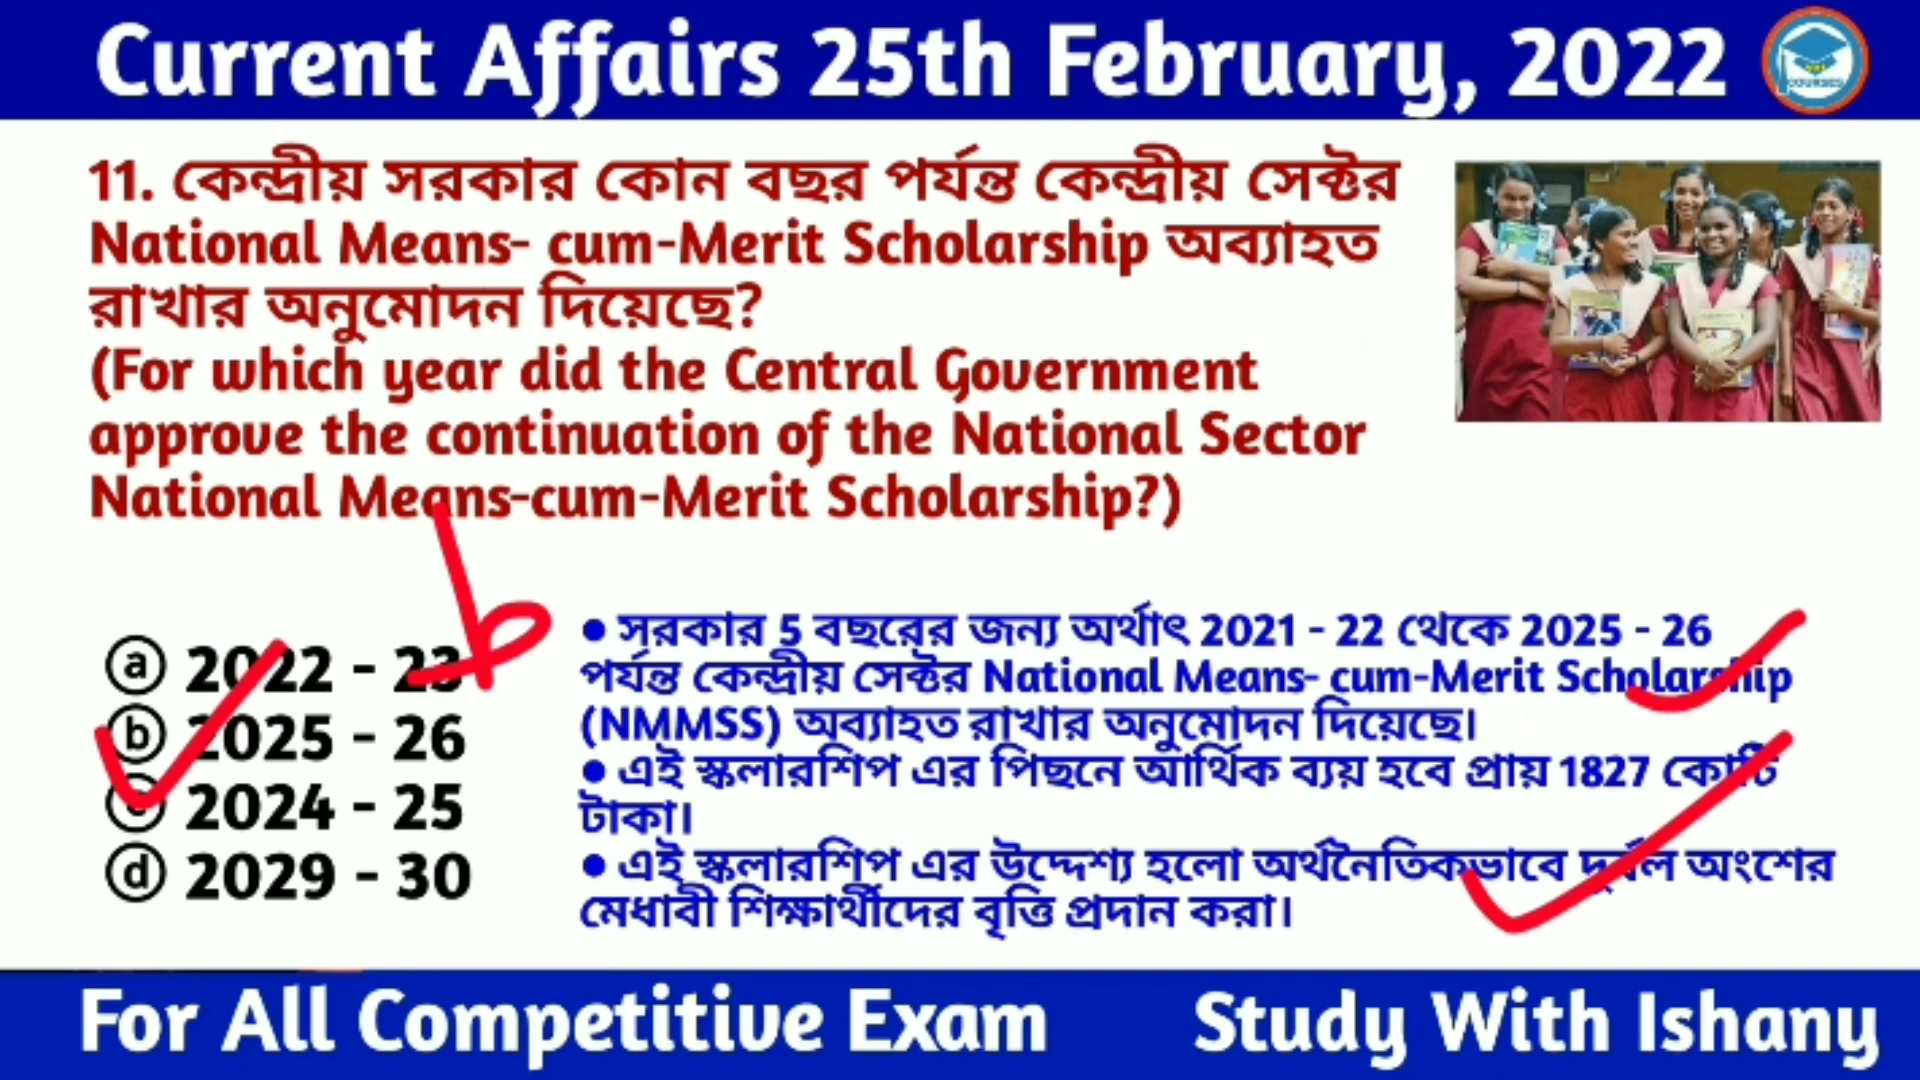 Current Affairs 25th February, 2022
COURSES
11. কেন্দ্রীয় সরকার কোন বছর পর্যন্ত কেন্দ্রীয় সেক্টর
National Means- cum-Merit Scholarship অব্যাহত
রাখার অনুমোদন দিয়েছে?
(For which year did the Central Government
approve the continuation of the National Sector
National Means-cum-Merit Scholarship?)
b
a 2022 - 23
b 2025 - 26
c 2024 - 25
d 2029 - 30
● সরকার 5 বছরের জন্য অর্থাৎ 2021 - 22 থেকে 2025 - 26
পর্যন্ত কেন্দ্রীয় সেক্টর National Means- cum-Merit Scholarship
(NMMSS) অব্যাহত রাখার অনুমোদন দিয়েছে।
● এই স্কলারশিপ এর পিছনে আর্থিক ব্যয় হবে প্রায় 1827 কোটি
টাকা।
● এই স্কলারশিপ এর উদ্দেশ্য হলো অর্থনৈতিকভাবে দুর্বল অংশের
মেধাবী শিক্ষার্থীদের বৃত্তি প্রদান করা।
For All Competitive Exam
Study With Ishany